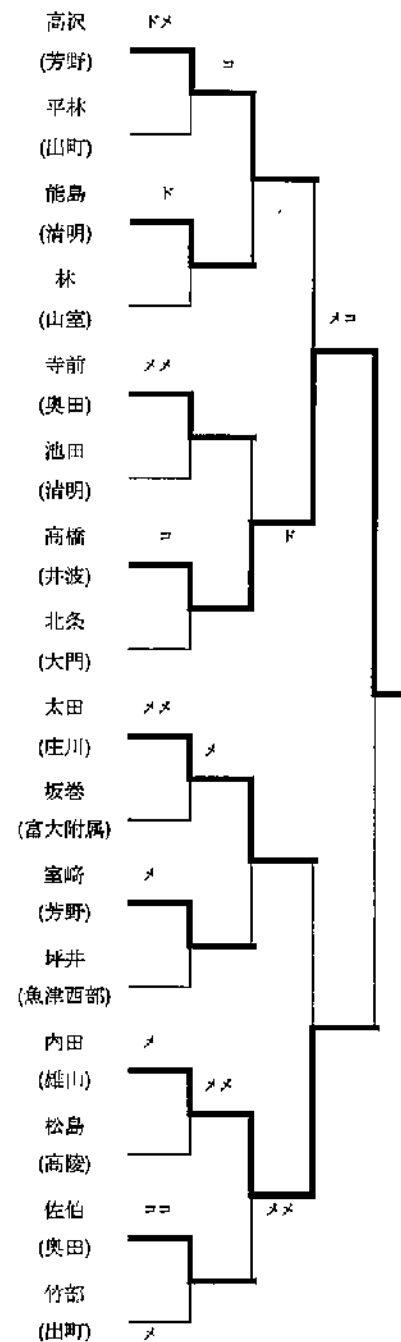 高沢 ドメ
(芳野) コ
平林
(出町)
能島 ド
(清明)
林
(山室) メコ
寺前 メメ
(奥田)
池田
(清明)
高橋 コ ド
(井波)
北条
(大門)
太田 メメ
(庄川) メ
坂巻
(富大附属)
室崎 メ
(芳野)
坪井
(魚津西部)
内田 メ
(雄山) メメ
松島
(高陵)
佐伯 ココ メメ
(奥田)
竹部
(出町) メ